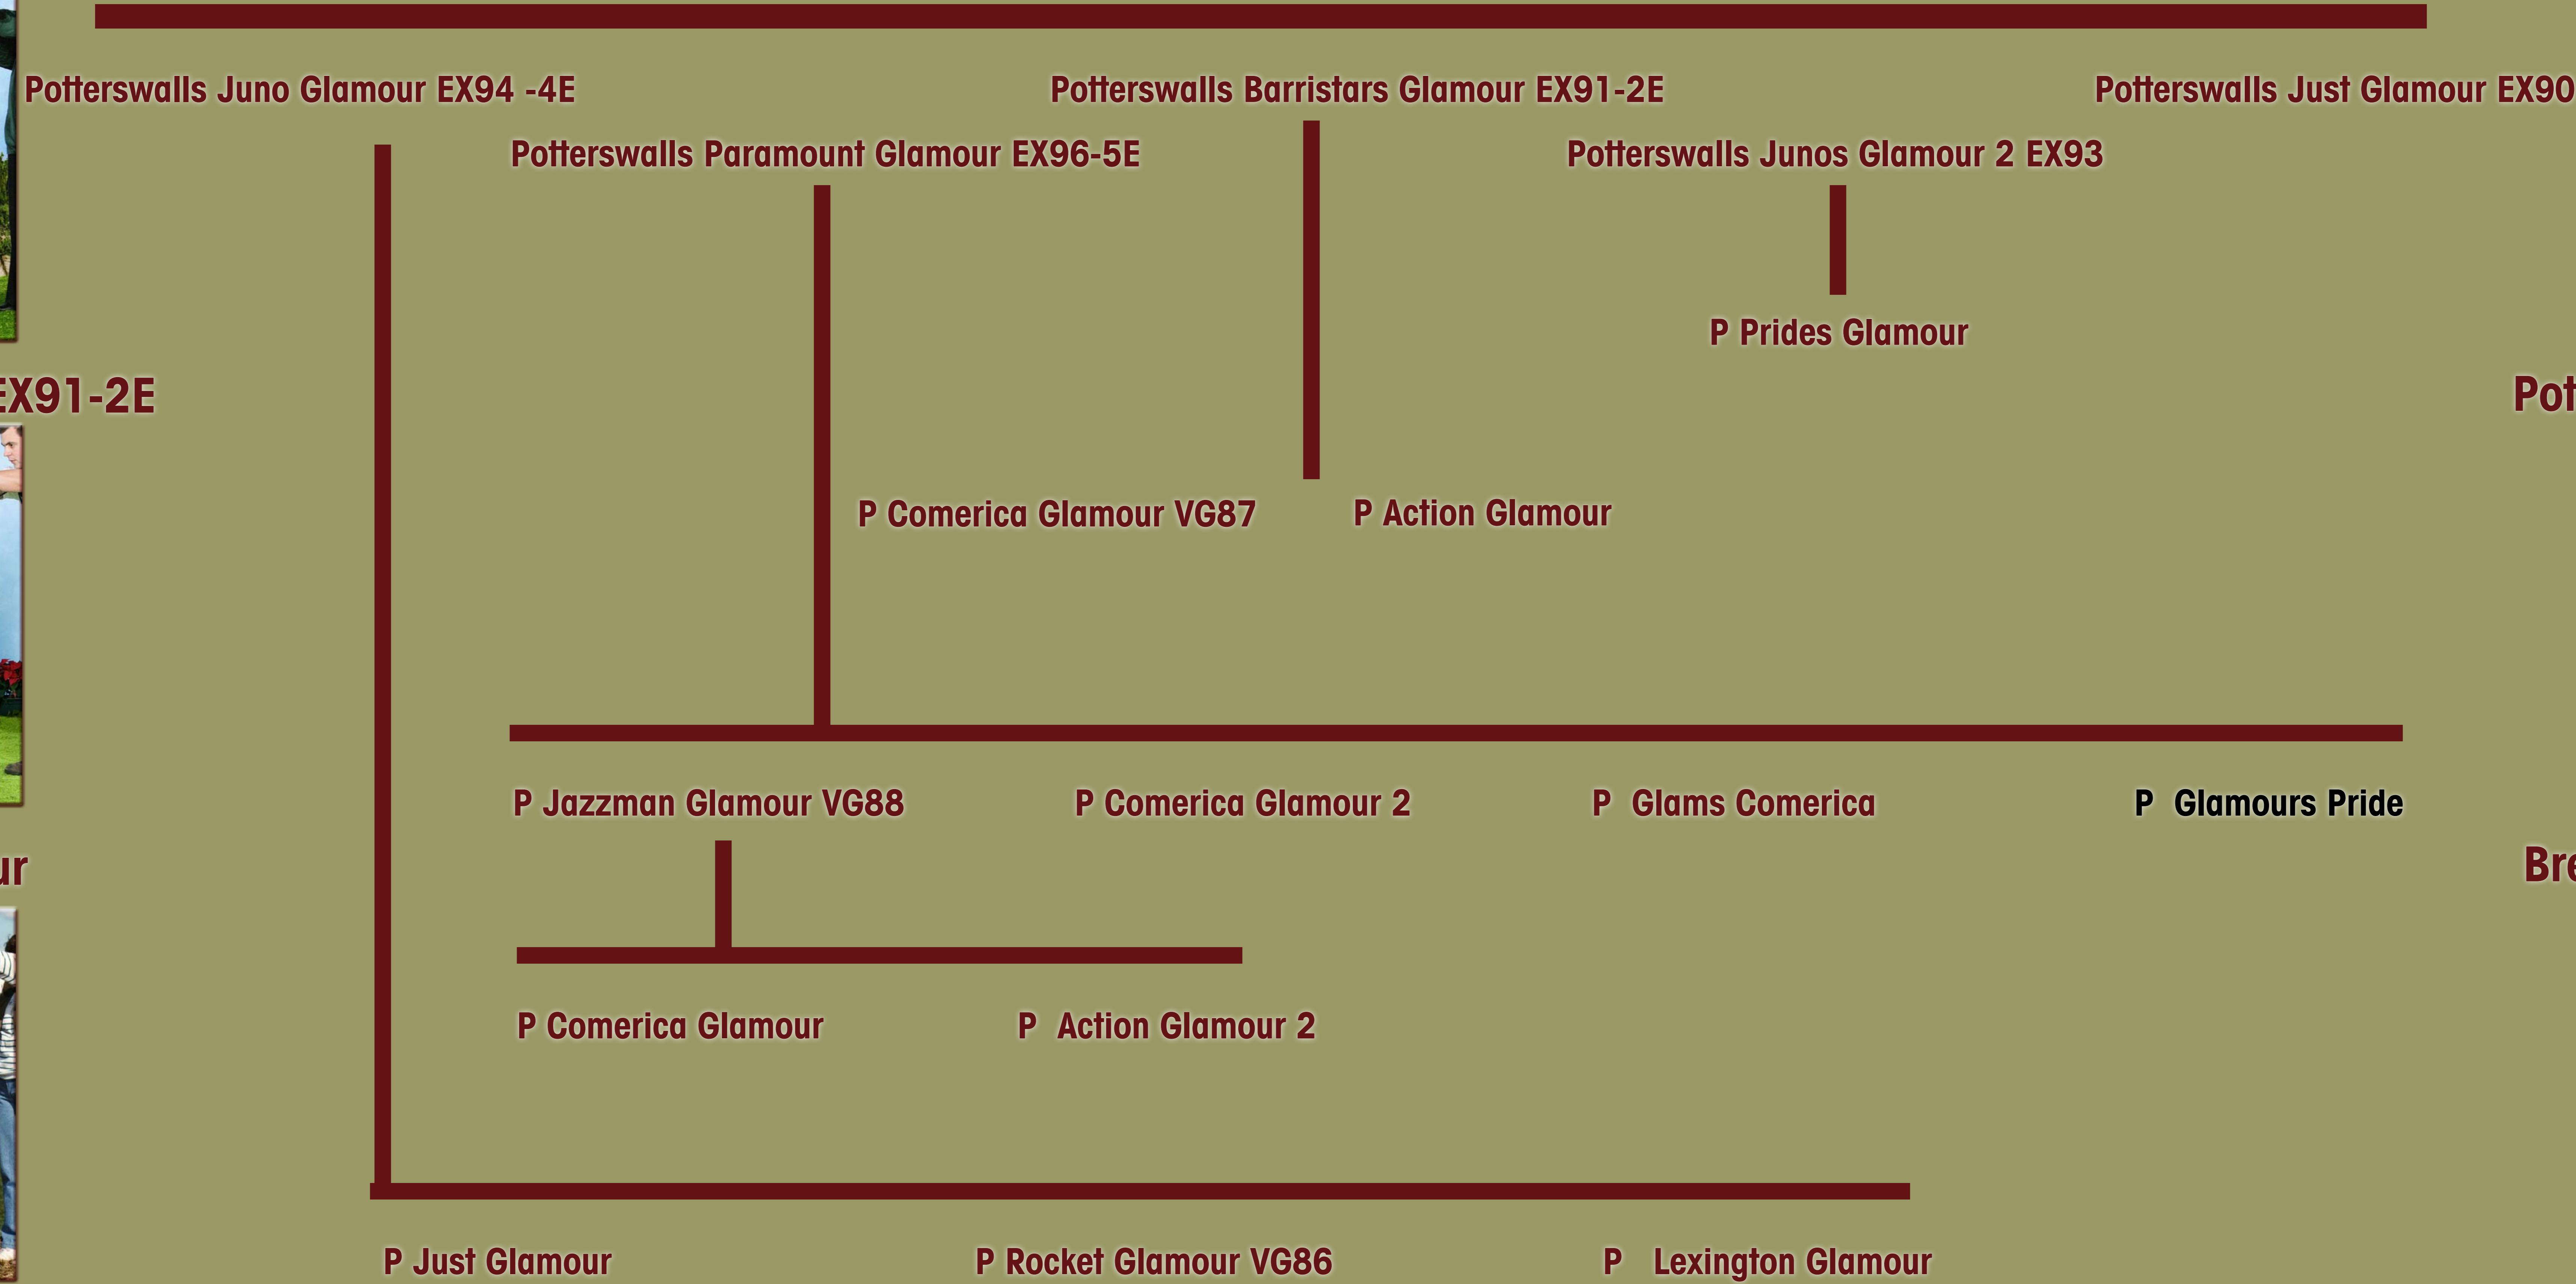 Potterswalls Juno Glamour EX94 -4E
Potterswalls Barristars Glamour EX91-2E
Potterswalls Just Glamour EX90
Potterswalls Paramount Glamour EX96-5E
Potterswalls Junos Glamour 2 EX93
P Prides Glamour
EX91-2E
P Comerica Glamour VG87
P Action Glamour
P Jazzman Glamour VG88
P Comerica Glamour 2
P Glams Comerica
P Glamours Pride
P Comerica Glamour
P Action Glamour 2
P Just Glamour
P Rocket Glamour VG86
P Lexington Glamour